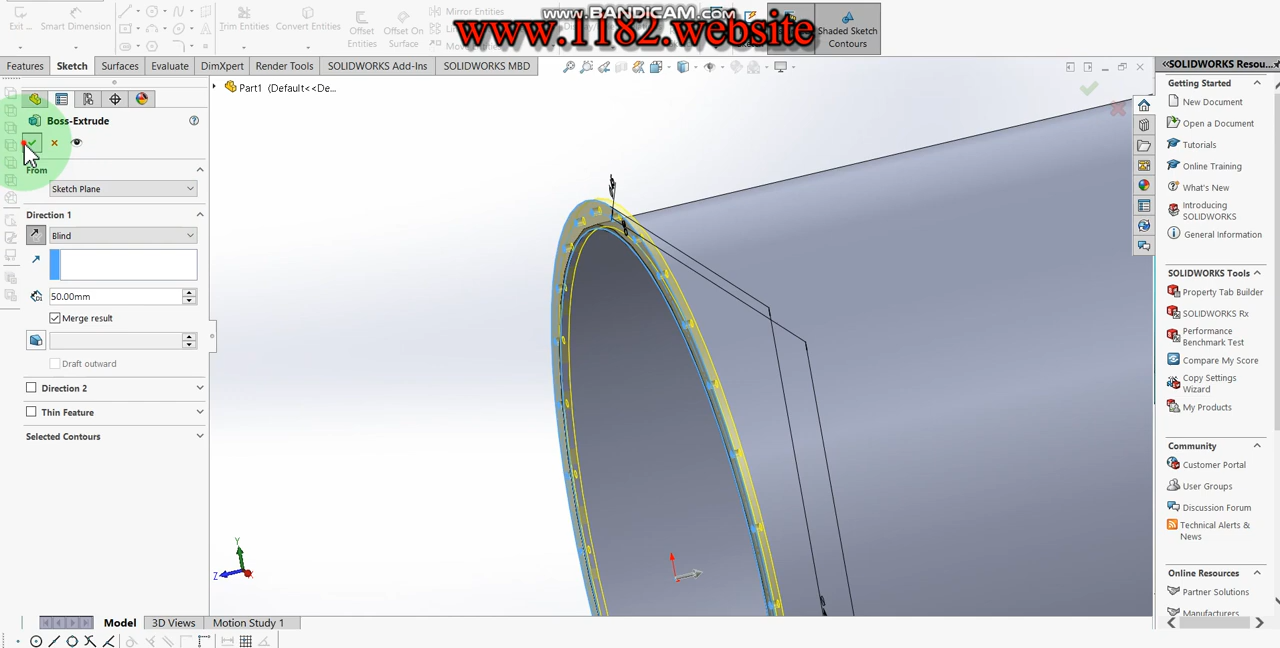 www.BANDICAM.COM
www.1182.website
Exit ...
Smart Dimension
Trim Entities
Convert Entities
Offset Entities
Offset On Surface
Mirror Entities
Shaded Sketch Contours
Features
Sketch
Surfaces
Evaluate
DimXpert
Render Tools
SOLIDWORKS Add-Ins
SOLIDWORKS MBD
Part1 (Default<<De...
Boss-Extrude
From
Sketch Plane
Direction 1
Blind
50.00mm
Merge result
Draft outward
Direction 2
Thin Feature
Selected Contours
Y
Z
X
Model
3D Views
Motion Study 1
SOLIDWORKS Resou...
Getting Started
New Document
Open a Document
Tutorials
Online Training
What's New
Introducing SOLIDWORKS
General Information
SOLIDWORKS Tools
Property Tab Builder
SOLIDWORKS Rx
Performance Benchmark Test
Compare My Score
Copy Settings Wizard
My Products
Community
Customer Portal
User Groups
Discussion Forum
Technical Alerts & News
Online Resources
Partner Solutions
Manufacturers